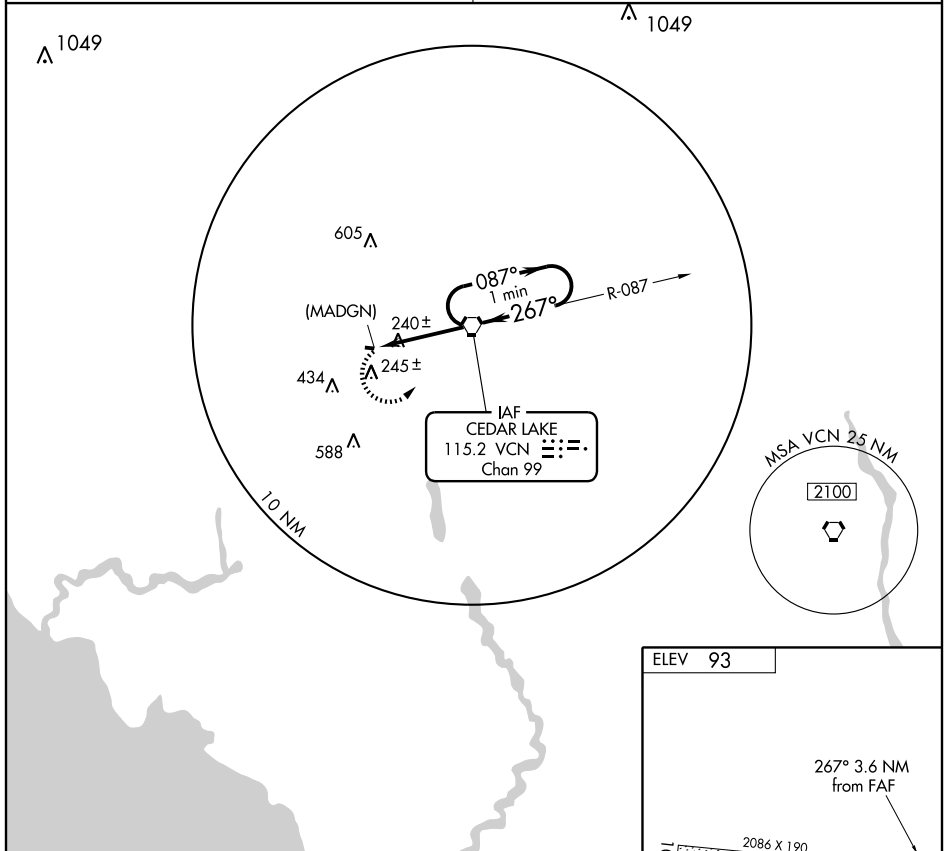 1049
1049
605
087°
1 min
267°
R-087
(MADGN)
240±
245±
434
588
IAF
CEDAR LAKE
115.2 VCN
Chan 99
10 NM
MSA VCN 25 NM
2100
ELEV 93
267° 3.6 NM
from FAF
2086 X 190